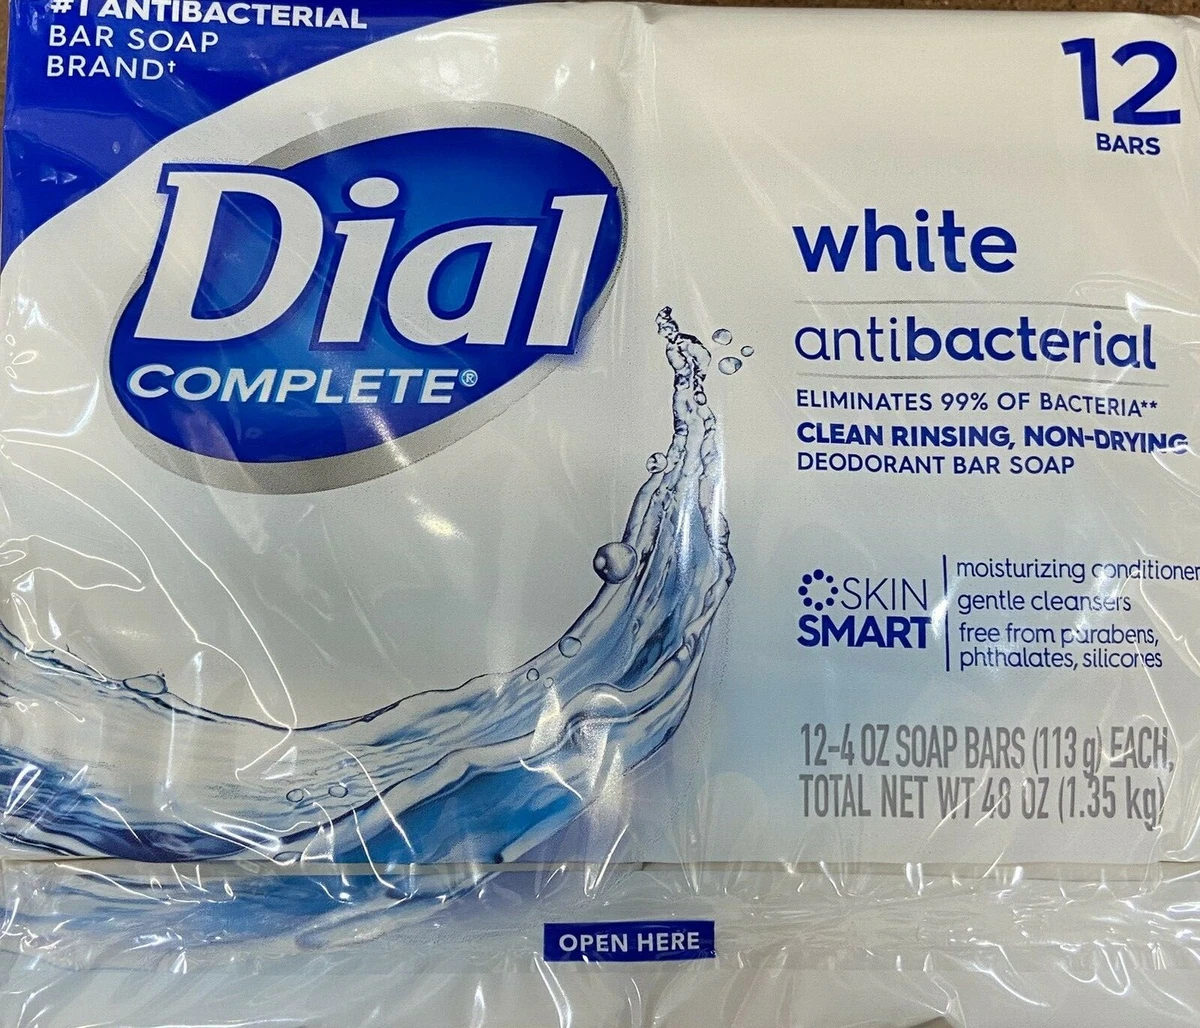 #1 ANTIBACTERIAL
BAR SOAP
BRAND†
Dial
COMPLETE®
12
BARS
white
antibacterial
ELIMINATES 99% OF BACTERIA**
CLEAN RINSING, NON-DRYING
DEODORANT BAR SOAP
SKIN
SMART
moisturizing conditioner
gentle cleansers
free from parabens,
phthalates, silicones
12-4 OZ SOAP BARS (113 g) EACH,
TOTAL NET WT 48 OZ (1.35 kg)
OPEN HERE